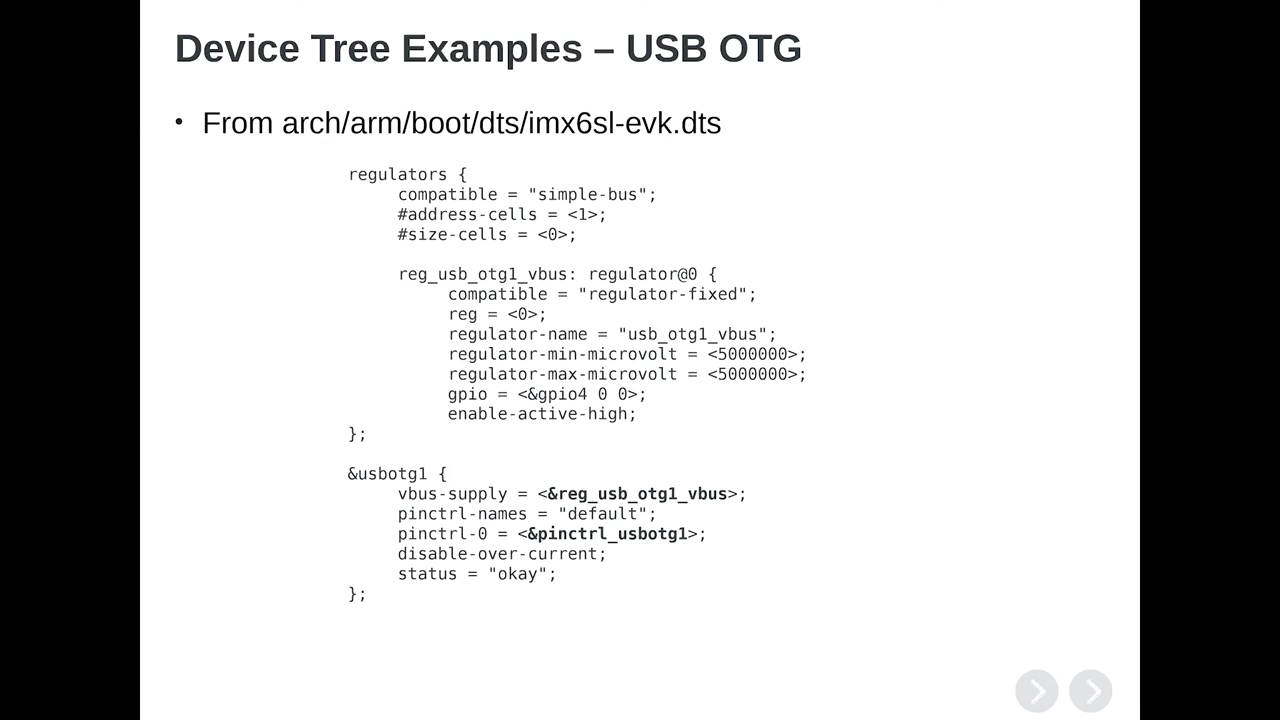 Device Tree Examples – USB OTG
• From arch/arm/boot/dts/imx6sl-evk.dts
regulators {
compatible = "simple-bus";
#address-cells = <1>;
#size-cells = <0>;
reg_usb_otg1_vbus: regulator@0 {
compatible = "regulator-fixed";
reg = <0>;
regulator-name = "usb_otg1_vbus";
regulator-min-microvolt = <5000000>;
regulator-max-microvolt = <5000000>;
gpio = <&gpio4 0 0>;
enable-active-high;
};
&usbotg1 {
vbus-supply = <&reg_usb_otg1_vbus>;
pinctrl-names = "default";
pinctrl-0 = <&pinctrl_usbotg1>;
disable-over-current;
status = "okay";
};